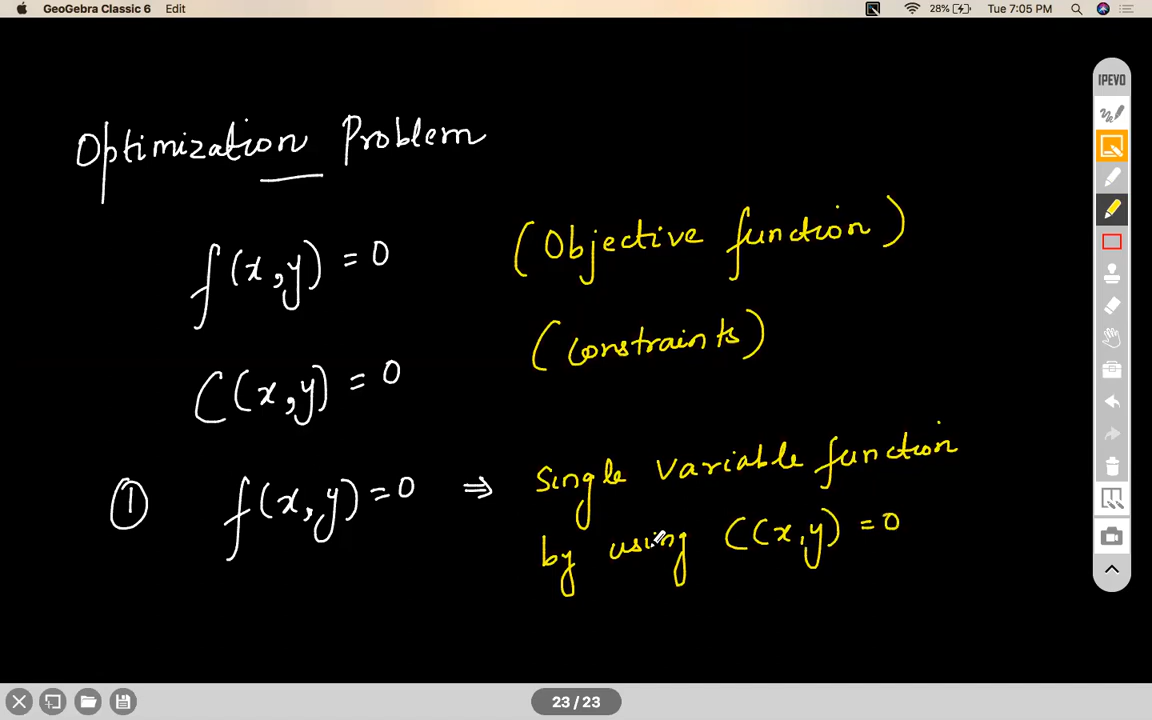 GeoGebra Classic 6 Edit 28% Tue 7:05 PM
IPEVO
Optimization Problem
f(x,y) = 0 (Objective function)
C(x,y) = 0 (Constraints)
① f(x,y) = 0 ⇒ Single variable function
by using C(x,y) = 0
23 / 23